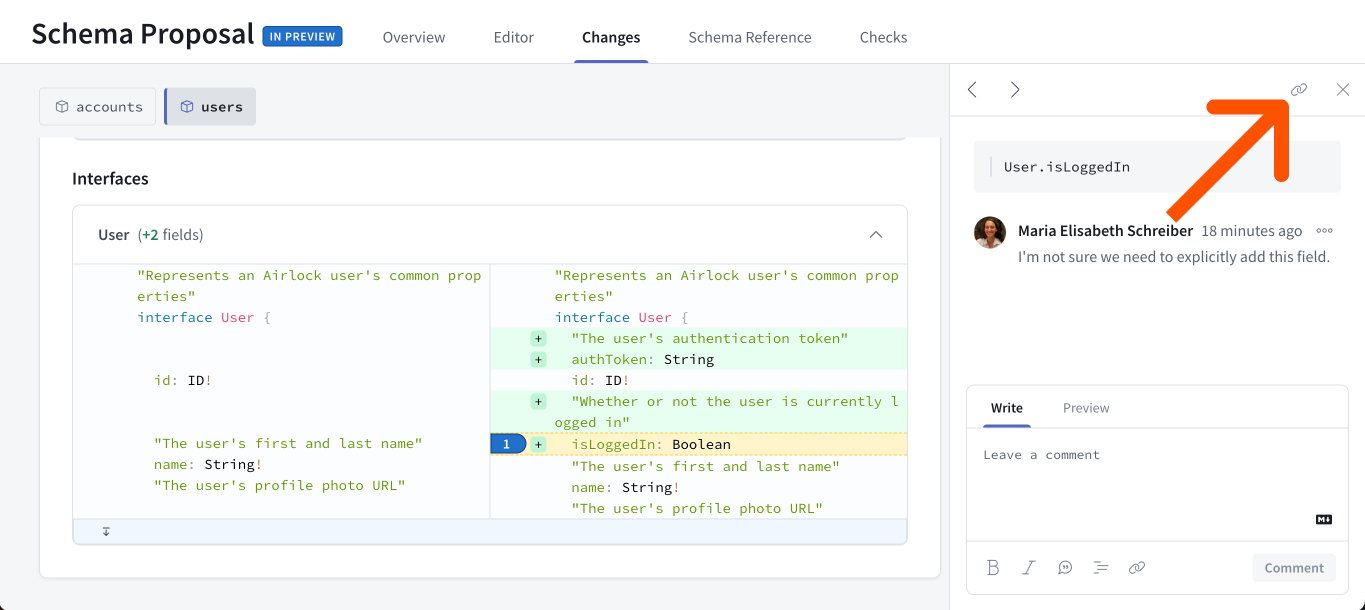 Schema Proposal IN PREVIEW Overview Editor Changes Schema Reference Checks
accounts users
Interfaces
User (+2 fields)
"Represents an Airlock user's common prop
erties"
interface User {
id: ID!
"The user's first and last name"
name: String!
"The user's profile photo URL"
"Represents an Airlock user's common prop
erties"
interface User {
+ "The user's authentication token"
+ authToken: String
id: ID!
+ "Whether or not the user is currently l
ogged in"
1 + isLoggedIn: Boolean
"The user's first and last name"
name: String!
"The user's profile photo URL"
User.isLoggedIn
Maria Elisabeth Schreiber 18 minutes ago
I'm not sure we need to explicitly add this field.
Write Preview
Leave a comment
M
B I
Comment